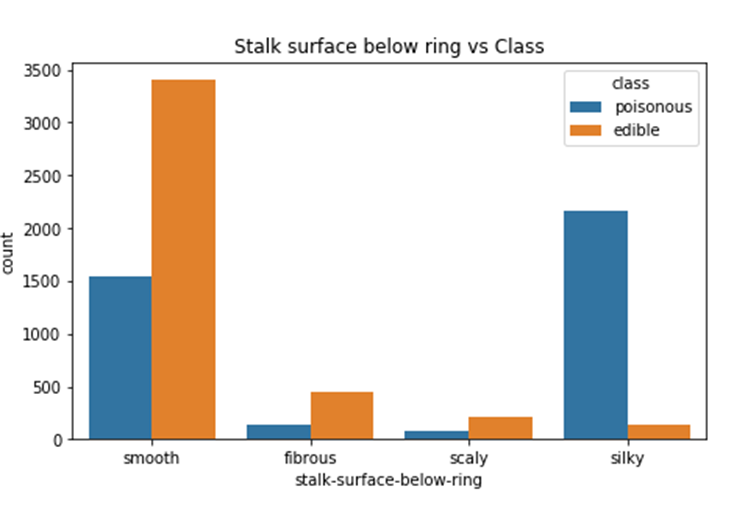 Stalk surface below ring vs Class
class
poisonous
edible
count
3500
3000
2500
2000
1500
1000
500
0
smooth fibrous scaly silky
stalk-surface-below-ring